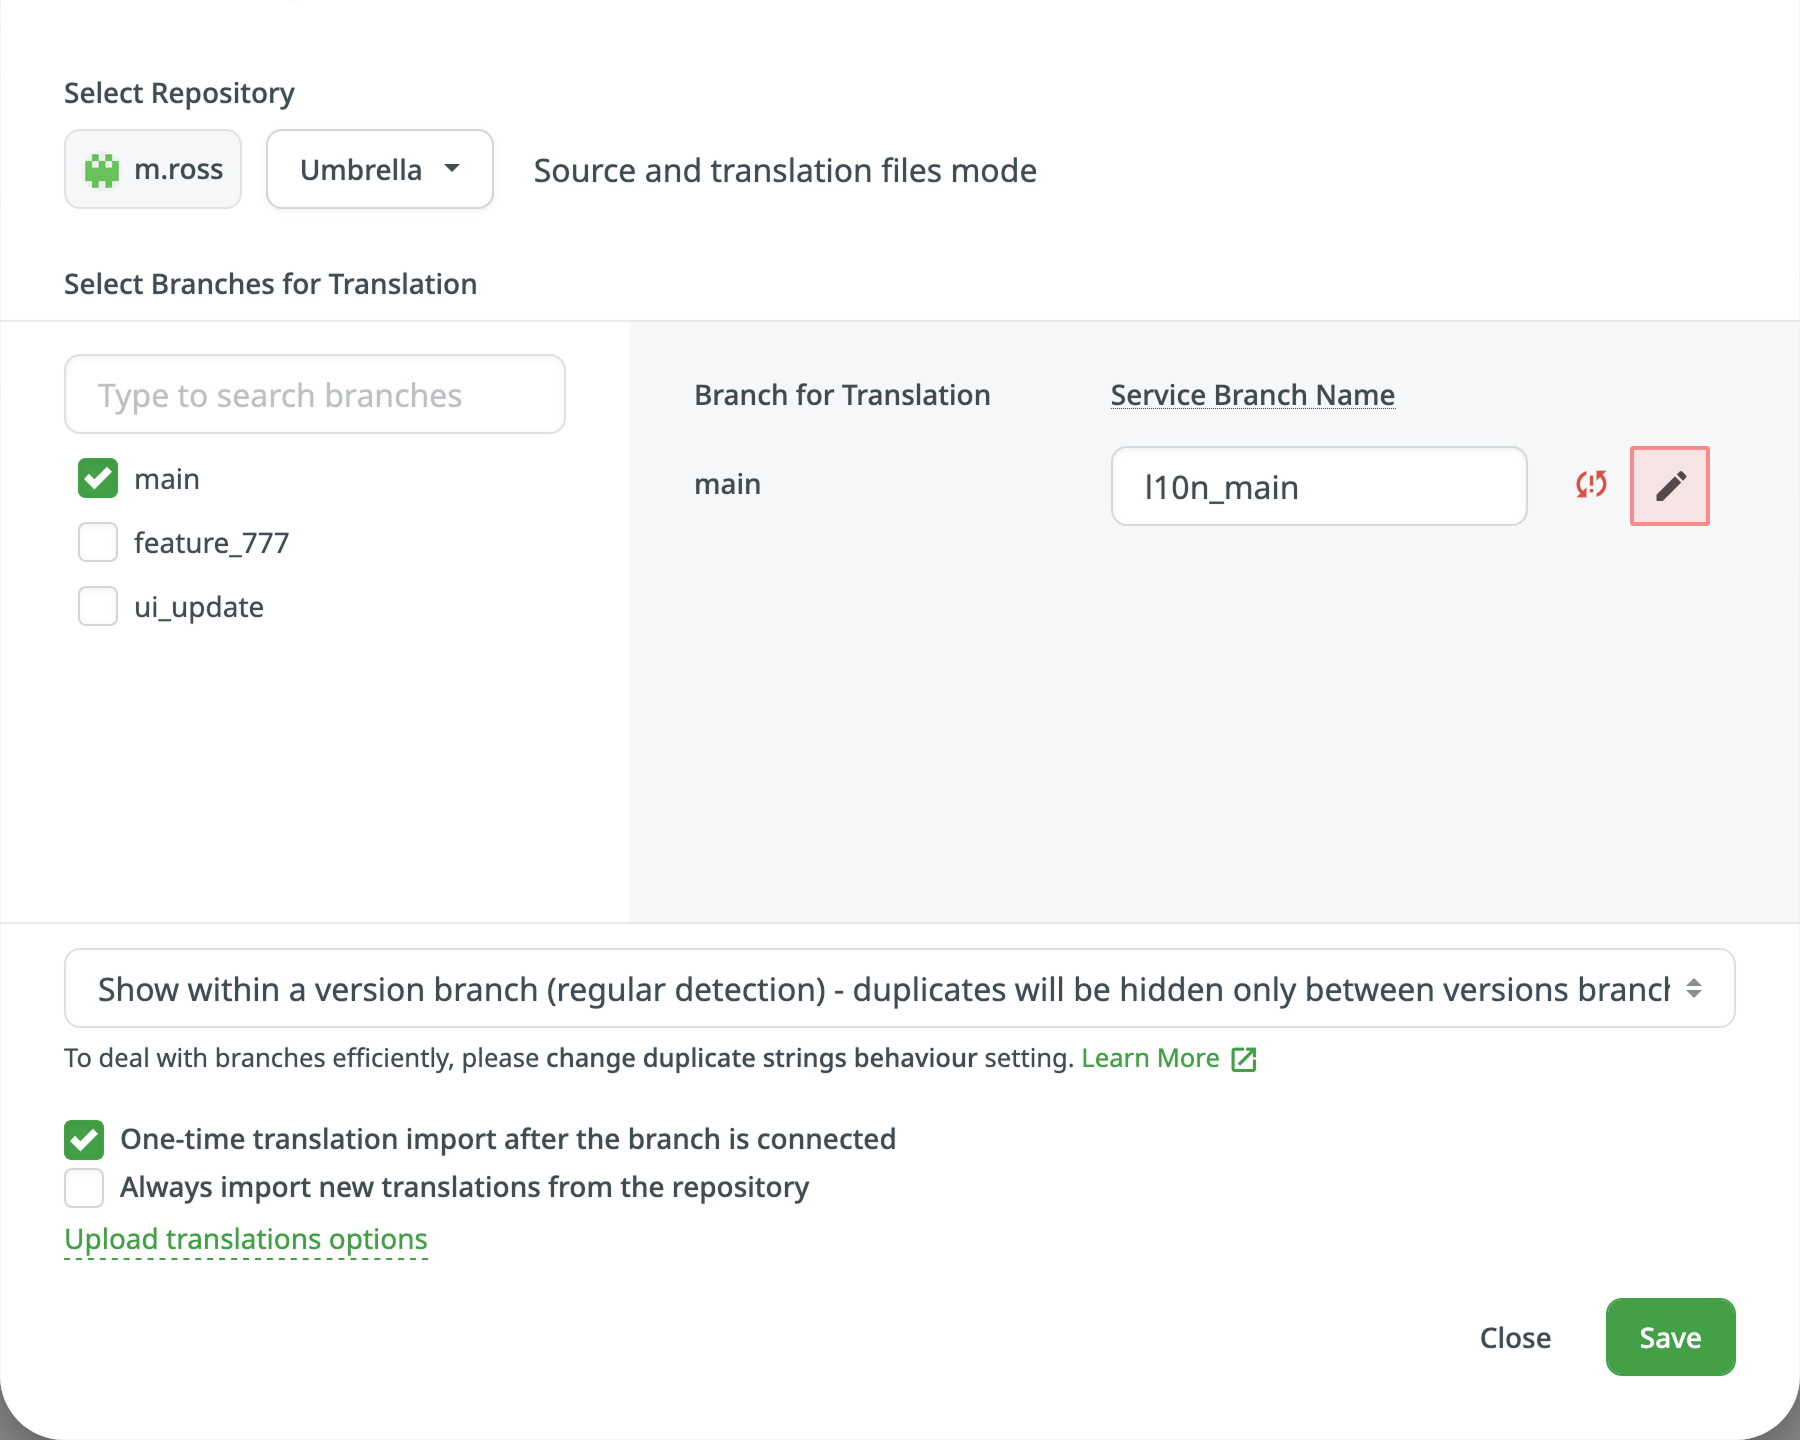 Select Repository
m.ross
Umbrella
Source and translation files mode
Select Branches for Translation
Type to search branches
main
feature_777
ui_update
Branch for Translation
Service Branch Name
main
l10n_main
Show within a version branch (regular detection) - duplicates will be hidden only between versions branch
To deal with branches efficiently, please change duplicate strings behaviour setting. Learn More
One-time translation import after the branch is connected
Always import new translations from the repository
Upload translations options
Close
Save